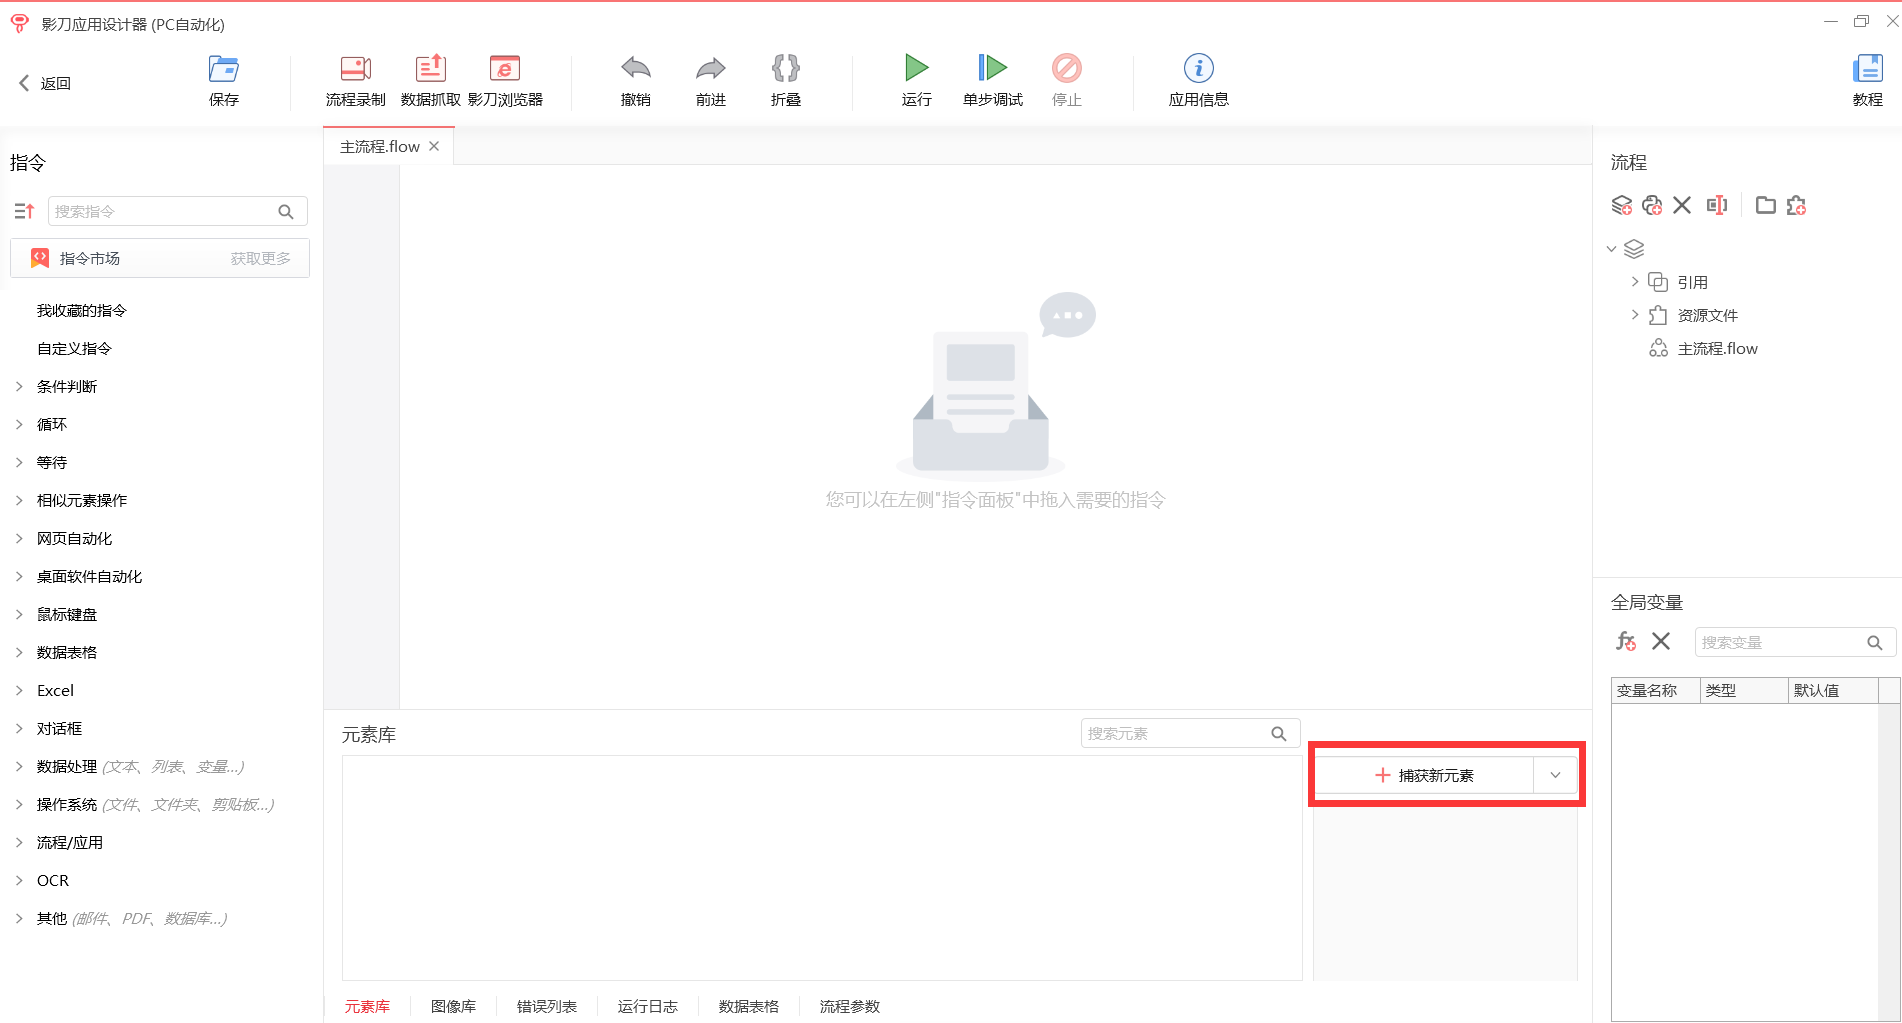 影刀应用设计器 (PC自动化)
返回
保存
流程录制
数据抓取
影刀浏览器
撤销
前进
折叠
运行
单步调试
停止
应用信息
教程
指令
搜索指令
指令市场
获取更多
我收藏的指令
自定义指令
条件判断
循环
等待
相似元素操作
网页自动化
桌面软件自动化
鼠标键盘
数据表格
Excel
对话框
数据处理 (文本、列表、变量...)
操作系统 (文件、文件夹、剪贴板...)
流程/应用
OCR
其他 (邮件、PDF、数据库...)
主流程.flow
您可以在左侧"指令面板"中拖入需要的指令
元素库
搜索元素
捕获新元素
元素库
图像库
错误列表
运行日志
数据表格
流程参数
流程
引用
资源文件
主流程.flow
全局变量
搜索变量
变量名称
类型
默认值